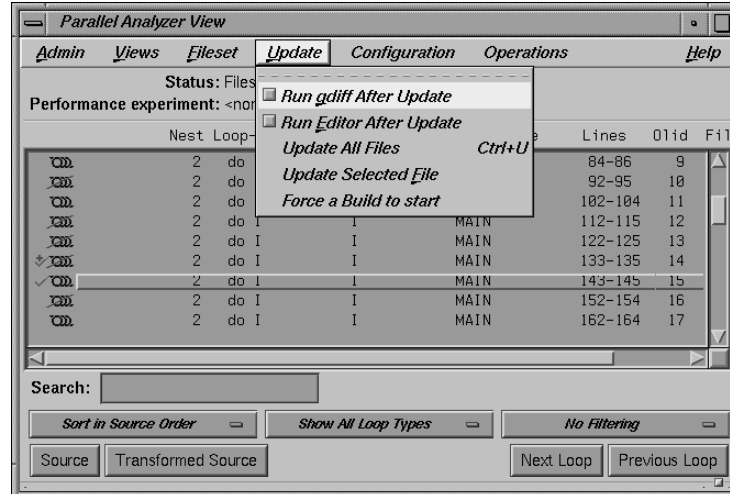 Parallel Analyzer View
Admin Views Fileset Update Configuration Operations Help
Status: Files
Performance experiment: <nor
Run gdiff After Update
Run Editor After Update
Update All Files Ctrl+U
Update Selected File
Force a Build to start
Nest Loop- e Lines Olid Fil
2 do 84-86 9
2 do 92-95 10
2 do 102-104 11
2 do I I MAIN 112-115 12
2 do I I MAIN 122-125 13
2 do I I MAIN 133-135 14
2 do I I MAIN 143-145 15
2 do I I MAIN 152-154 16
2 do I I MAIN 162-164 17
Search:
Sort in Source Order Show All Loop Types No Filtering
Source Transformed Source Next Loop Previous Loop